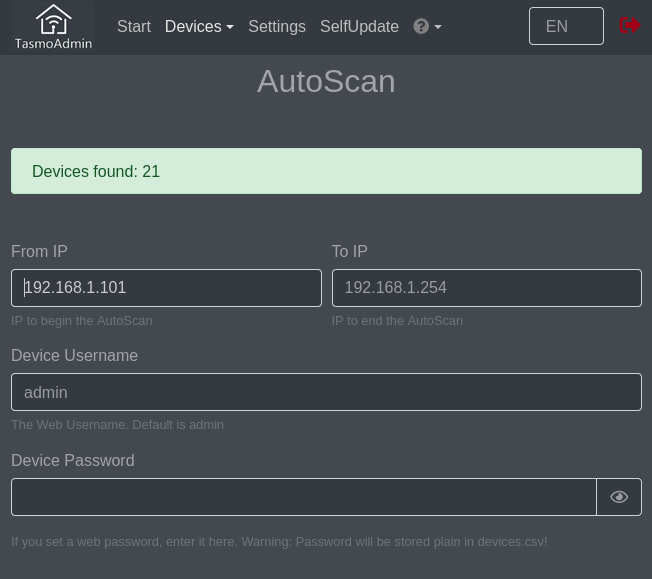 TasmoAdmin Start Devices Settings SelfUpdate EN
AutoScan
Devices found: 21
From IP To IP
192.168.1.101 192.168.1.254
IP to begin the AutoScan IP to end the AutoScan
Device Username
admin
The Web Username. Default is admin
Device Password
If you set a web password, enter it here. Warning: Password will be stored plain in devices.csv!